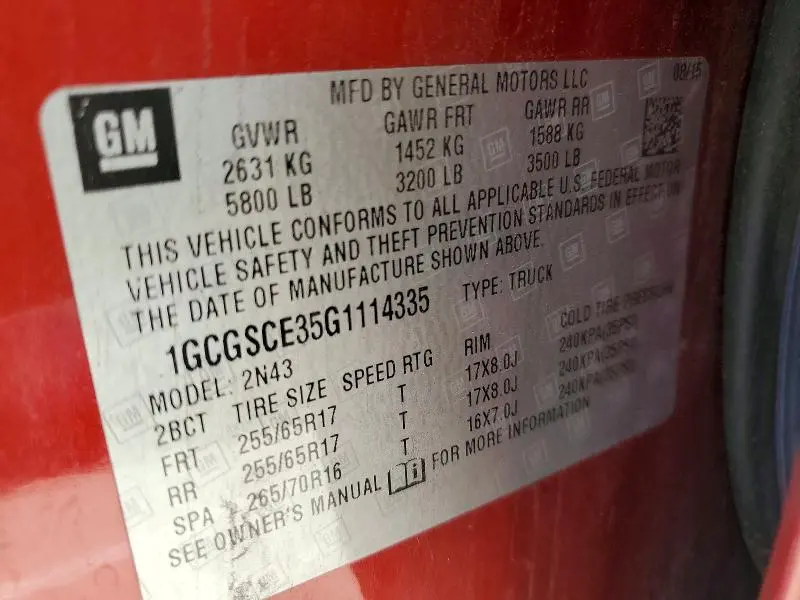 GM
MFD BY GENERAL MOTORS LLC 08/15
GVWR GAWR FRT GAWR RR
2631 KG 1452 KG 1588 KG
5800 LB 3200 LB 3500 LB
THIS VEHICLE CONFORMS TO ALL APPLICABLE U.S. FEDERAL MOTOR
VEHICLE SAFETY AND THEFT PREVENTION STANDARDS IN EFFECT ON
THE DATE OF MANUFACTURE SHOWN ABOVE.
1GCGSCE35G1114335 TYPE: TRUCK
MODEL: 2N43
2BCT TIRE SIZE SPEED RTG RIM COLD TIRE PRESSURE
FRT 255/65R17 T 17X8.0J 240KPA(35PSI)
RR 255/65R17 T 17X8.0J 240KPA(35PSI)
SPA 265/70R16 T 16X7.0J 240KPA(35PSI)
SEE OWNER'S MANUAL FOR MORE INFORMATION